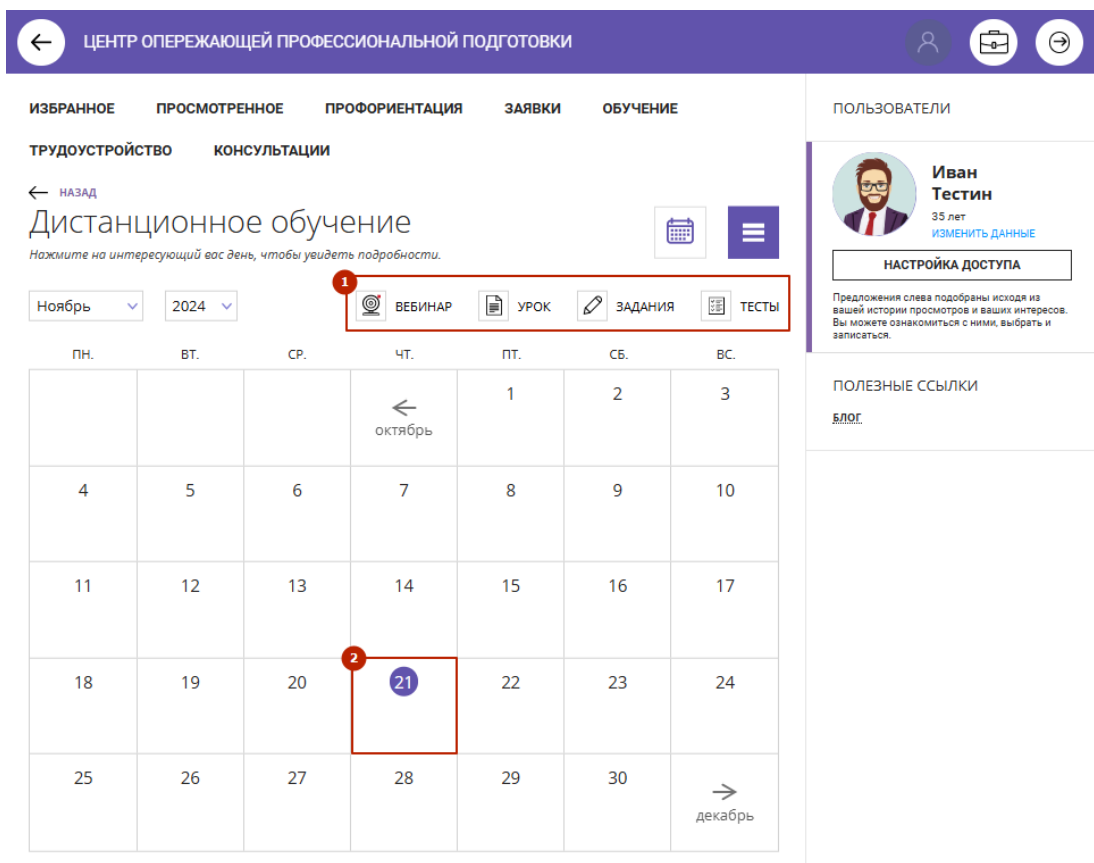 ЦЕНТР ОПЕРЕЖАЮЩЕЙ ПРОФЕССИОНАЛЬНОЙ ПОДГОТОВКИ
ИЗБРАННОЕ ПРОСМОТРЕННОЕ ПРОФОРИЕНТАЦИЯ ЗАЯВКИ ОБУЧЕНИЕ
ТРУДОУСТРОЙСТВО КОНСУЛЬТАЦИИ
НАЗАД
Дистанционное обучение
Нажмите на интересующий вас день, чтобы увидеть подробности.
1
Ноябрь 2024 ВЕБИНАР УРОК ЗАДАНИЯ ТЕСТЫ
ПН. ВТ. СР. ЧТ. ПТ. СБ. ВС.
1 2 3
октябрь
4 5 6 7 8 9 10
11 12 13 14 15 16 17
2
18 19 20 21 22 23 24
25 26 27 28 29 30
декабрь
ПОЛЬЗОВАТЕЛИ
Иван
Тестин
35 лет
ИЗМЕНИТЬ ДАННЫЕ
НАСТРОЙКА ДОСТУПА
Предложения слева подобраны исходя из
вашей истории просмотров и ваших интересов.
Вы можете ознакомиться с ними, выбрать и
записаться.
ПОЛЕЗНЫЕ ССЫЛКИ
БЛОГ